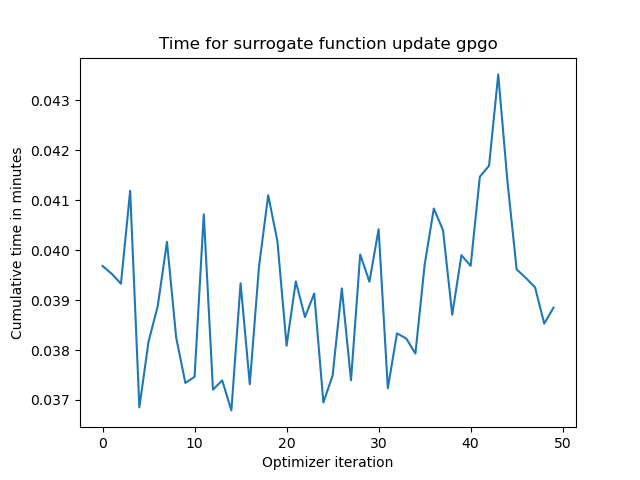 Time for surrogate function update gpgo
Cumulative time in minutes
0.043
0.042
0.041
0.040
0.039
0.038
0.037
0 10 20 30 40 50
Optimizer iteration